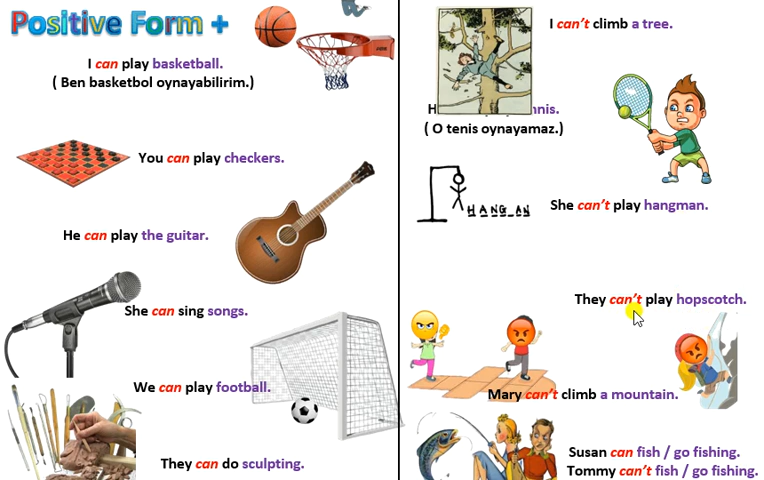 Positive Form +
I can play basketball.
( Ben basketbol oynayabilirim.)
You can play checkers.
He can play the guitar.
She can sing songs.
We can play football.
They can do sculpting.
I can't climb a tree.
( O tenis oynayamaz.)
HANG AN
She can't play hangman.
They can't play hopscotch.
Mary can't climb a mountain.
Susan can fish / go fishing.
Tommy can't fish / go fishing.